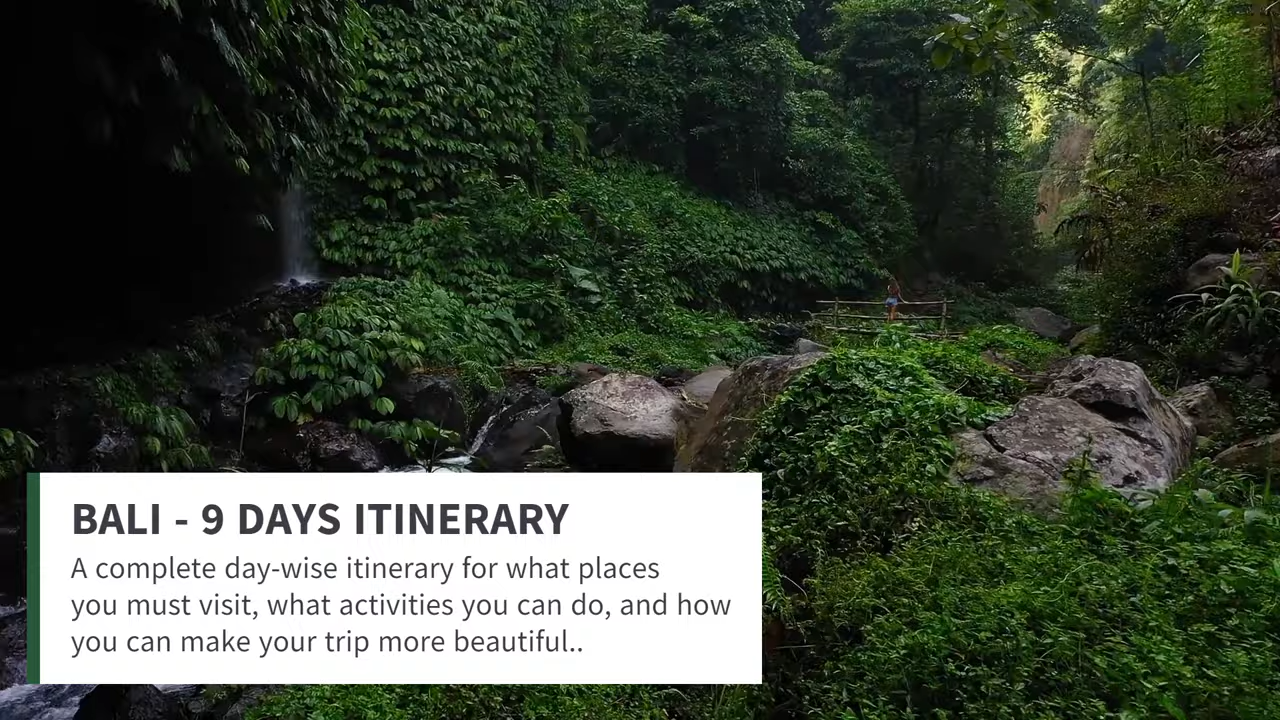 BALI - 9 DAYS ITINERARY
A complete day-wise itinerary for what places
you must visit, what activities you can do, and how
you can make your trip more beautiful..